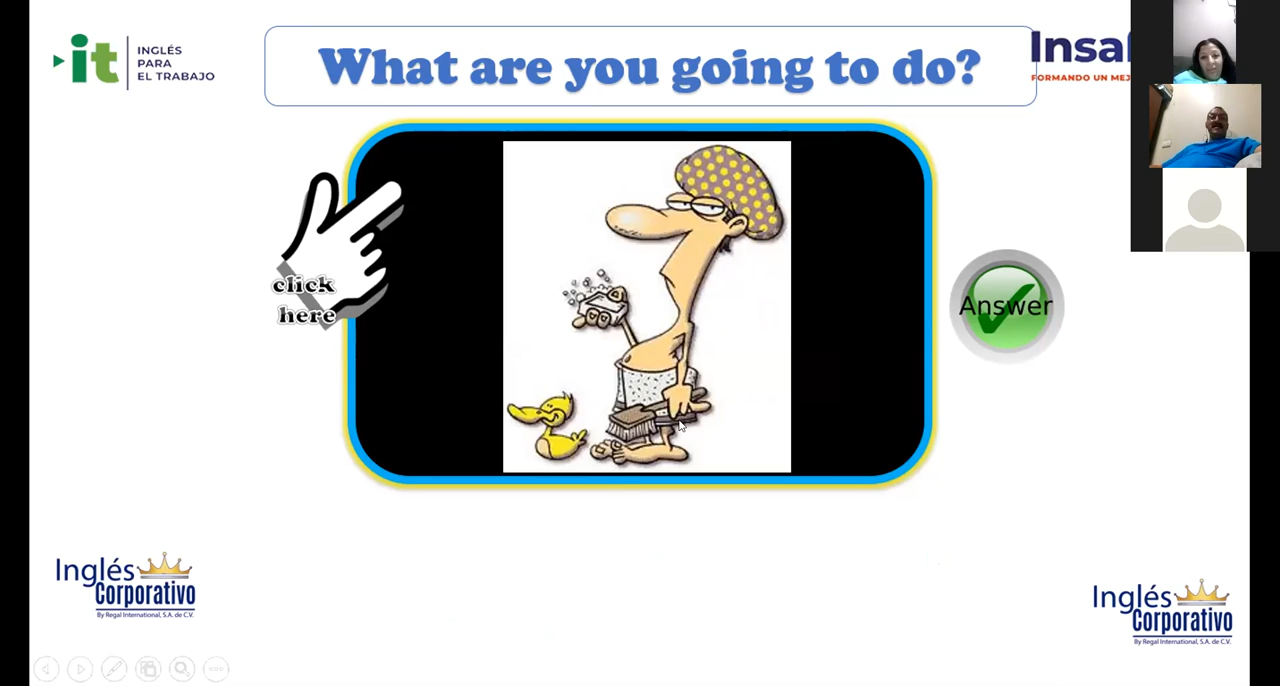 it
INGLÉS
PARA
EL TRABAJO
What are you going to do?
Insaf
FORMANDO UN MEJ
click
here
Answer
Inglés
Corporativo
By Regal International, S.A. de C.V.
Inglés
Corporativo
By Regal International, S.A. de C.V.